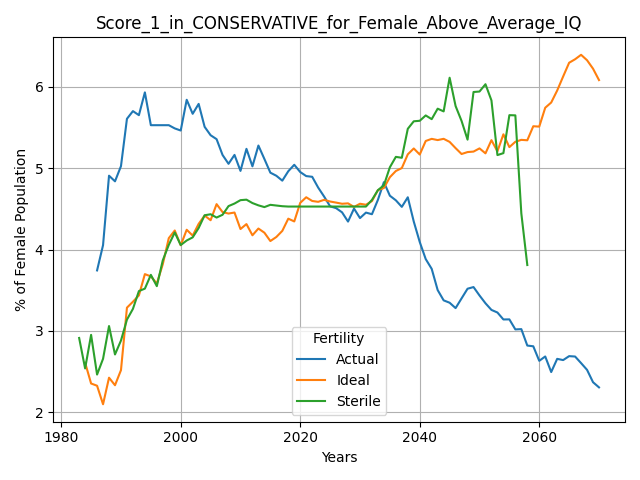 Score_1_in_CONSERVATIVE_for_Female_Above_Average_IQ
% of Female Population
6
5
4
3
2
Fertility
Actual
Ideal
Sterile
1980
2000
2020
2040
2060
Years